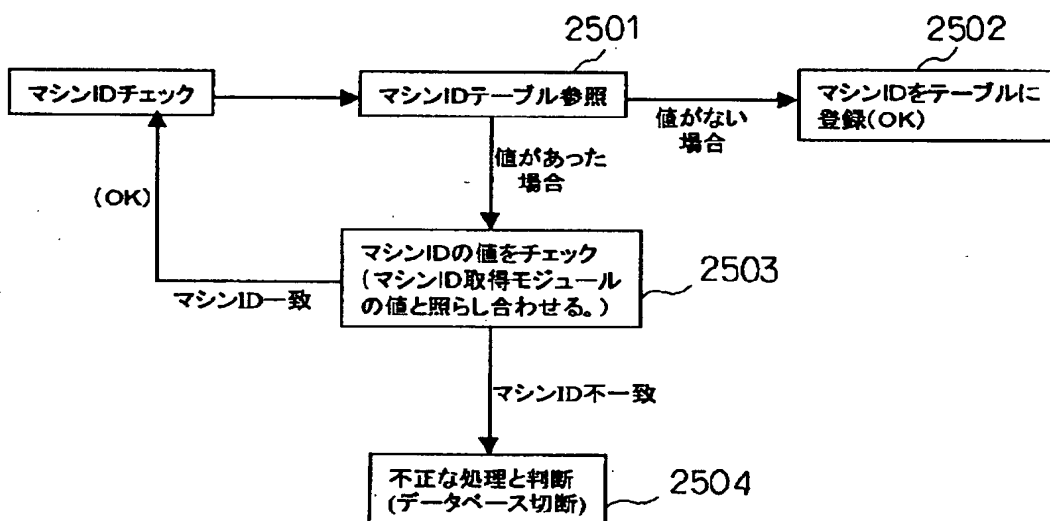 2501
2502
マシンIDチェック
マシンIDテーブル参照
マシンIDをテーブルに
登録(OK)
値がない
場合
値があった
場合
(OK)
マシンIDの値をチェック
(マシンID取得モジュール
の値と照らし合わせる。)
2503
マシンID一致
マシンID不一致
不正な処理と判断
(データベース切断)
2504